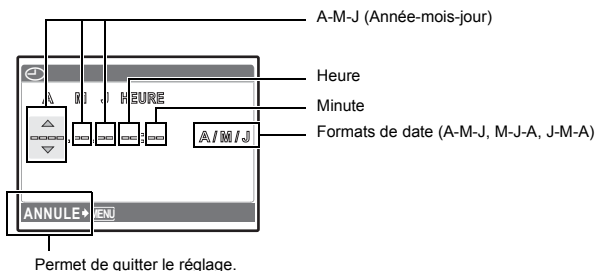 A-M-J (Année-mois-jour)
Heure
Minute
Formats de date (A-M-J, M-J-A, J-M-A)
A M J HEURE
----.--.-- --:-- A/M/J
ANNULE MENU
Permet de quitter le réglage.